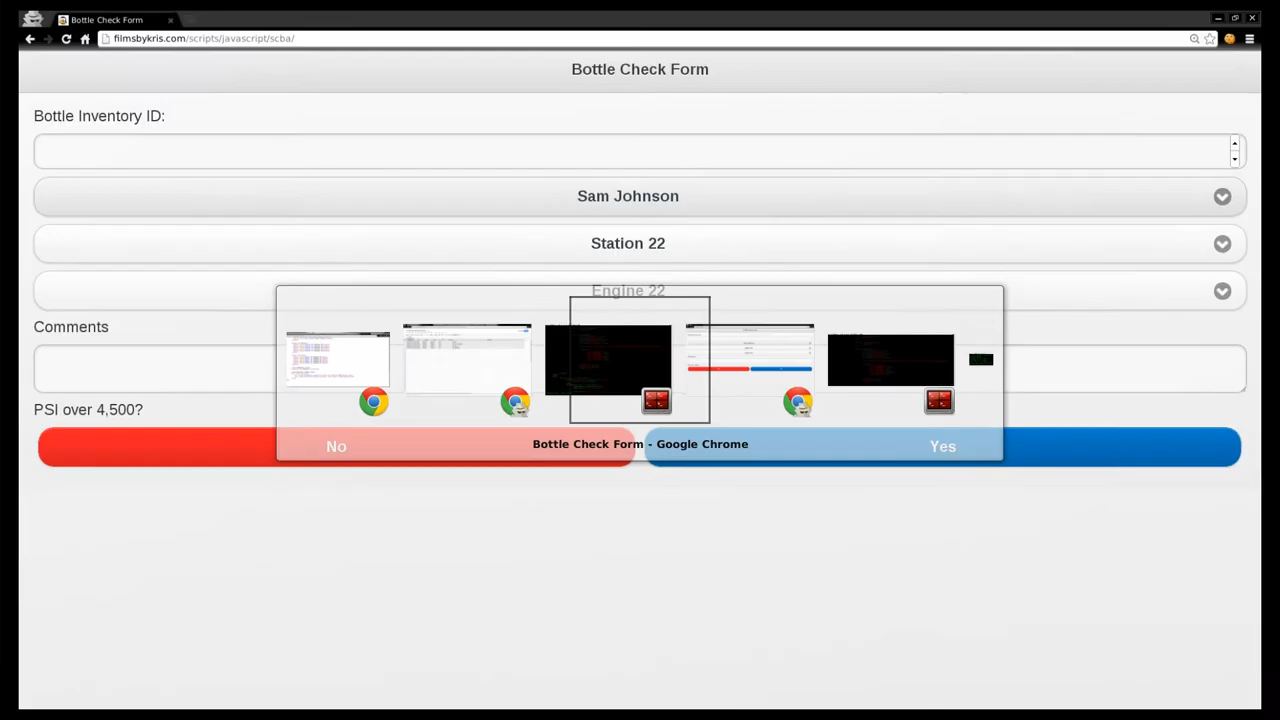 Bottle Check Form
filmsbykris.com/scripts/javascript/scba/
Bottle Check Form
Bottle Inventory ID:
Sam Johnson
Station 22
Engine 22
Comments
PSI over 4,500?
No
Bottle Check Form - Google Chrome
Yes